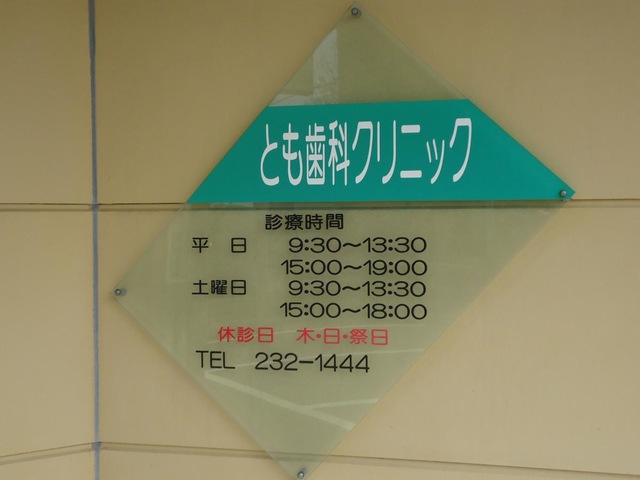 とも歯科クリニック
診療時間
平 日 9:30〜13:30
15:00〜19:00
土曜日 9:30〜13:30
15:00〜18:00
休診日 木・日・祭日
TEL 232-1444